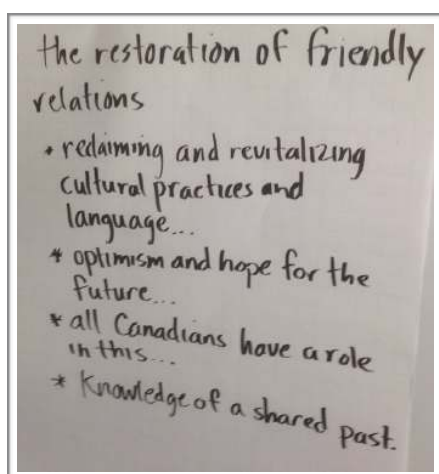 the restoration of friendly
relations
• reclaiming and revitalizing
cultural practices and
language...
* optimism and hope for the
future...
* all Canadians have a role
in this...
* Knowledge of a shared past.